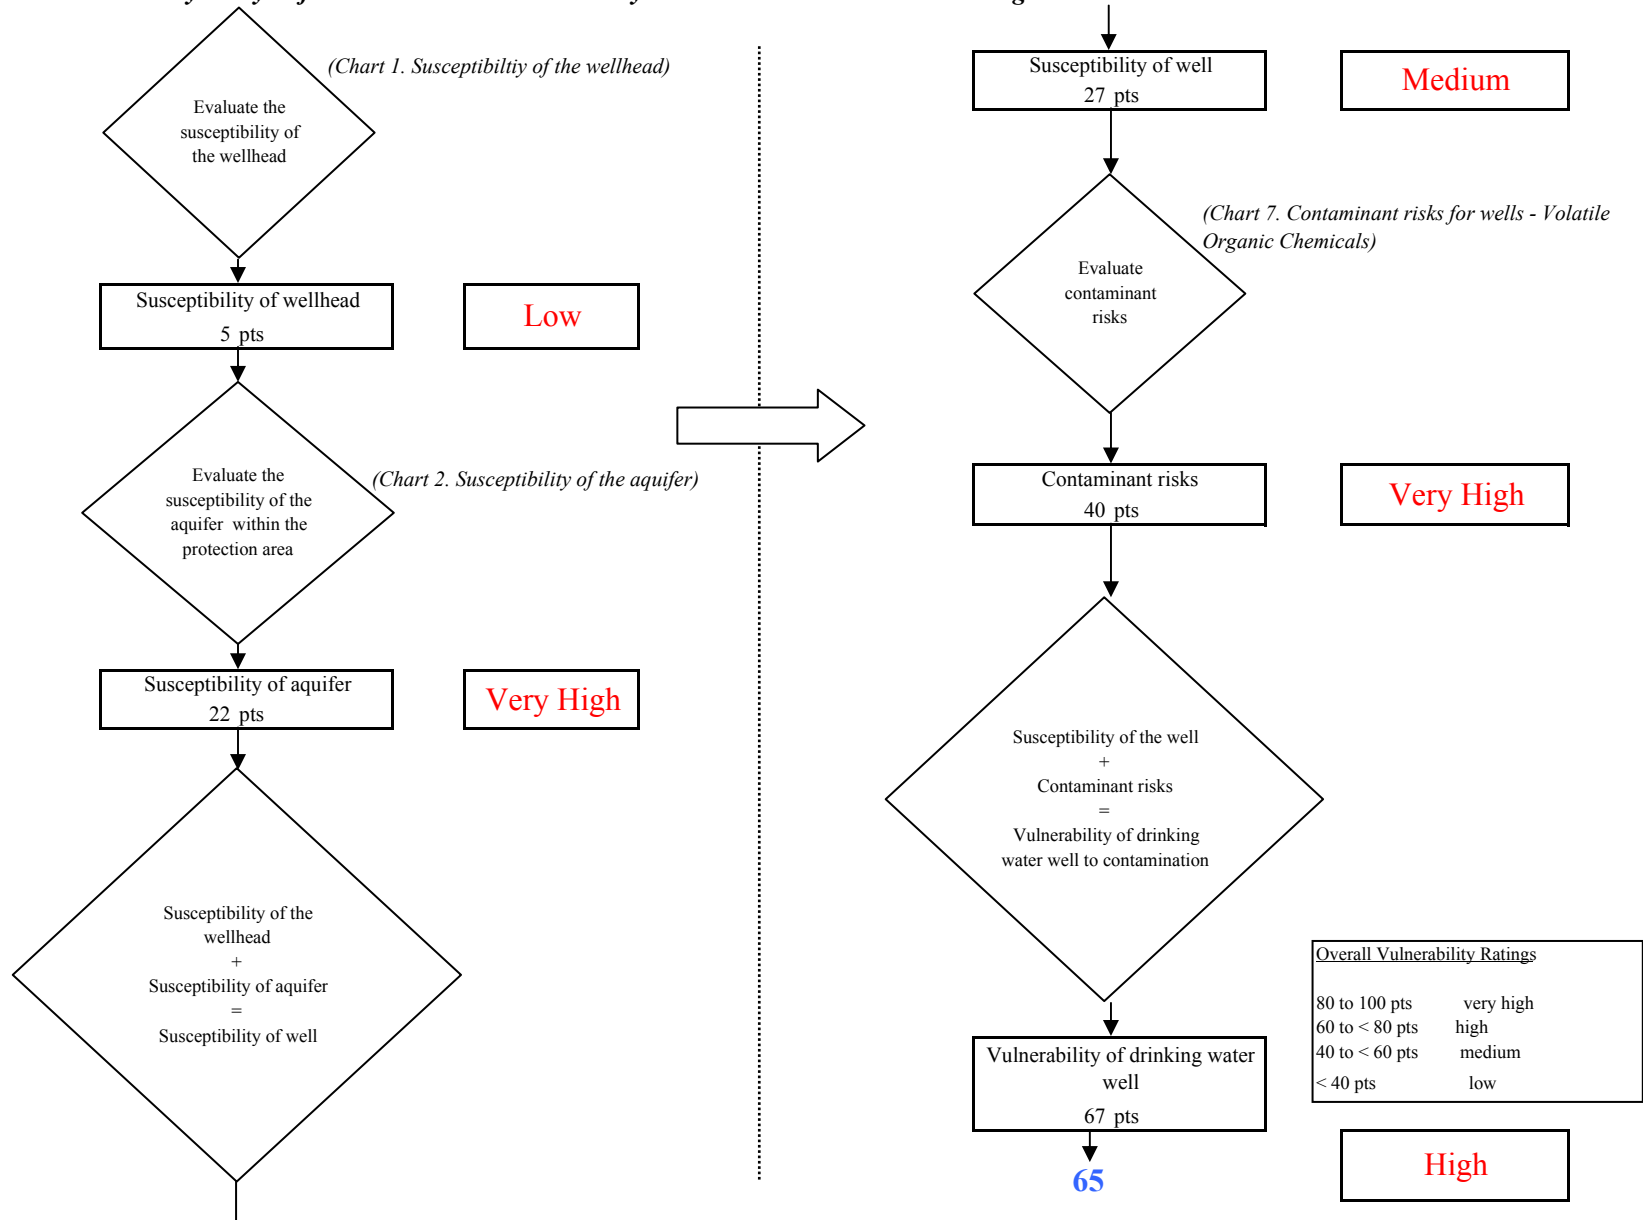 (Chart 1. Susceptibiltiy of the wellhead)
Evaluate the
susceptibility of
the wellhead
Susceptibility of wellhead
5 pts
Low
Evaluate the
susceptibility of the
aquifer within the
protection area
(Chart 2. Susceptibility of the aquifer)
Susceptibility of aquifer
22 pts
Very High
Susceptibility of the
wellhead
+
Susceptibility of aquifer
=
Susceptibility of well
Susceptibility of well
27 pts
Medium
(Chart 7. Contaminant risks for wells - Volatile
Organic Chemicals)
Evaluate
contaminant
risks
Contaminant risks
40 pts
Very High
Susceptibility of the well
+
Contaminant risks
=
Vulnerability of drinking
water well to contamination
Overall Vulnerability Ratings
80 to 100 pts very high
60 to < 80 pts high
40 to < 60 pts medium
< 40 pts low
Vulnerability of drinking water
well
67 pts
65
High